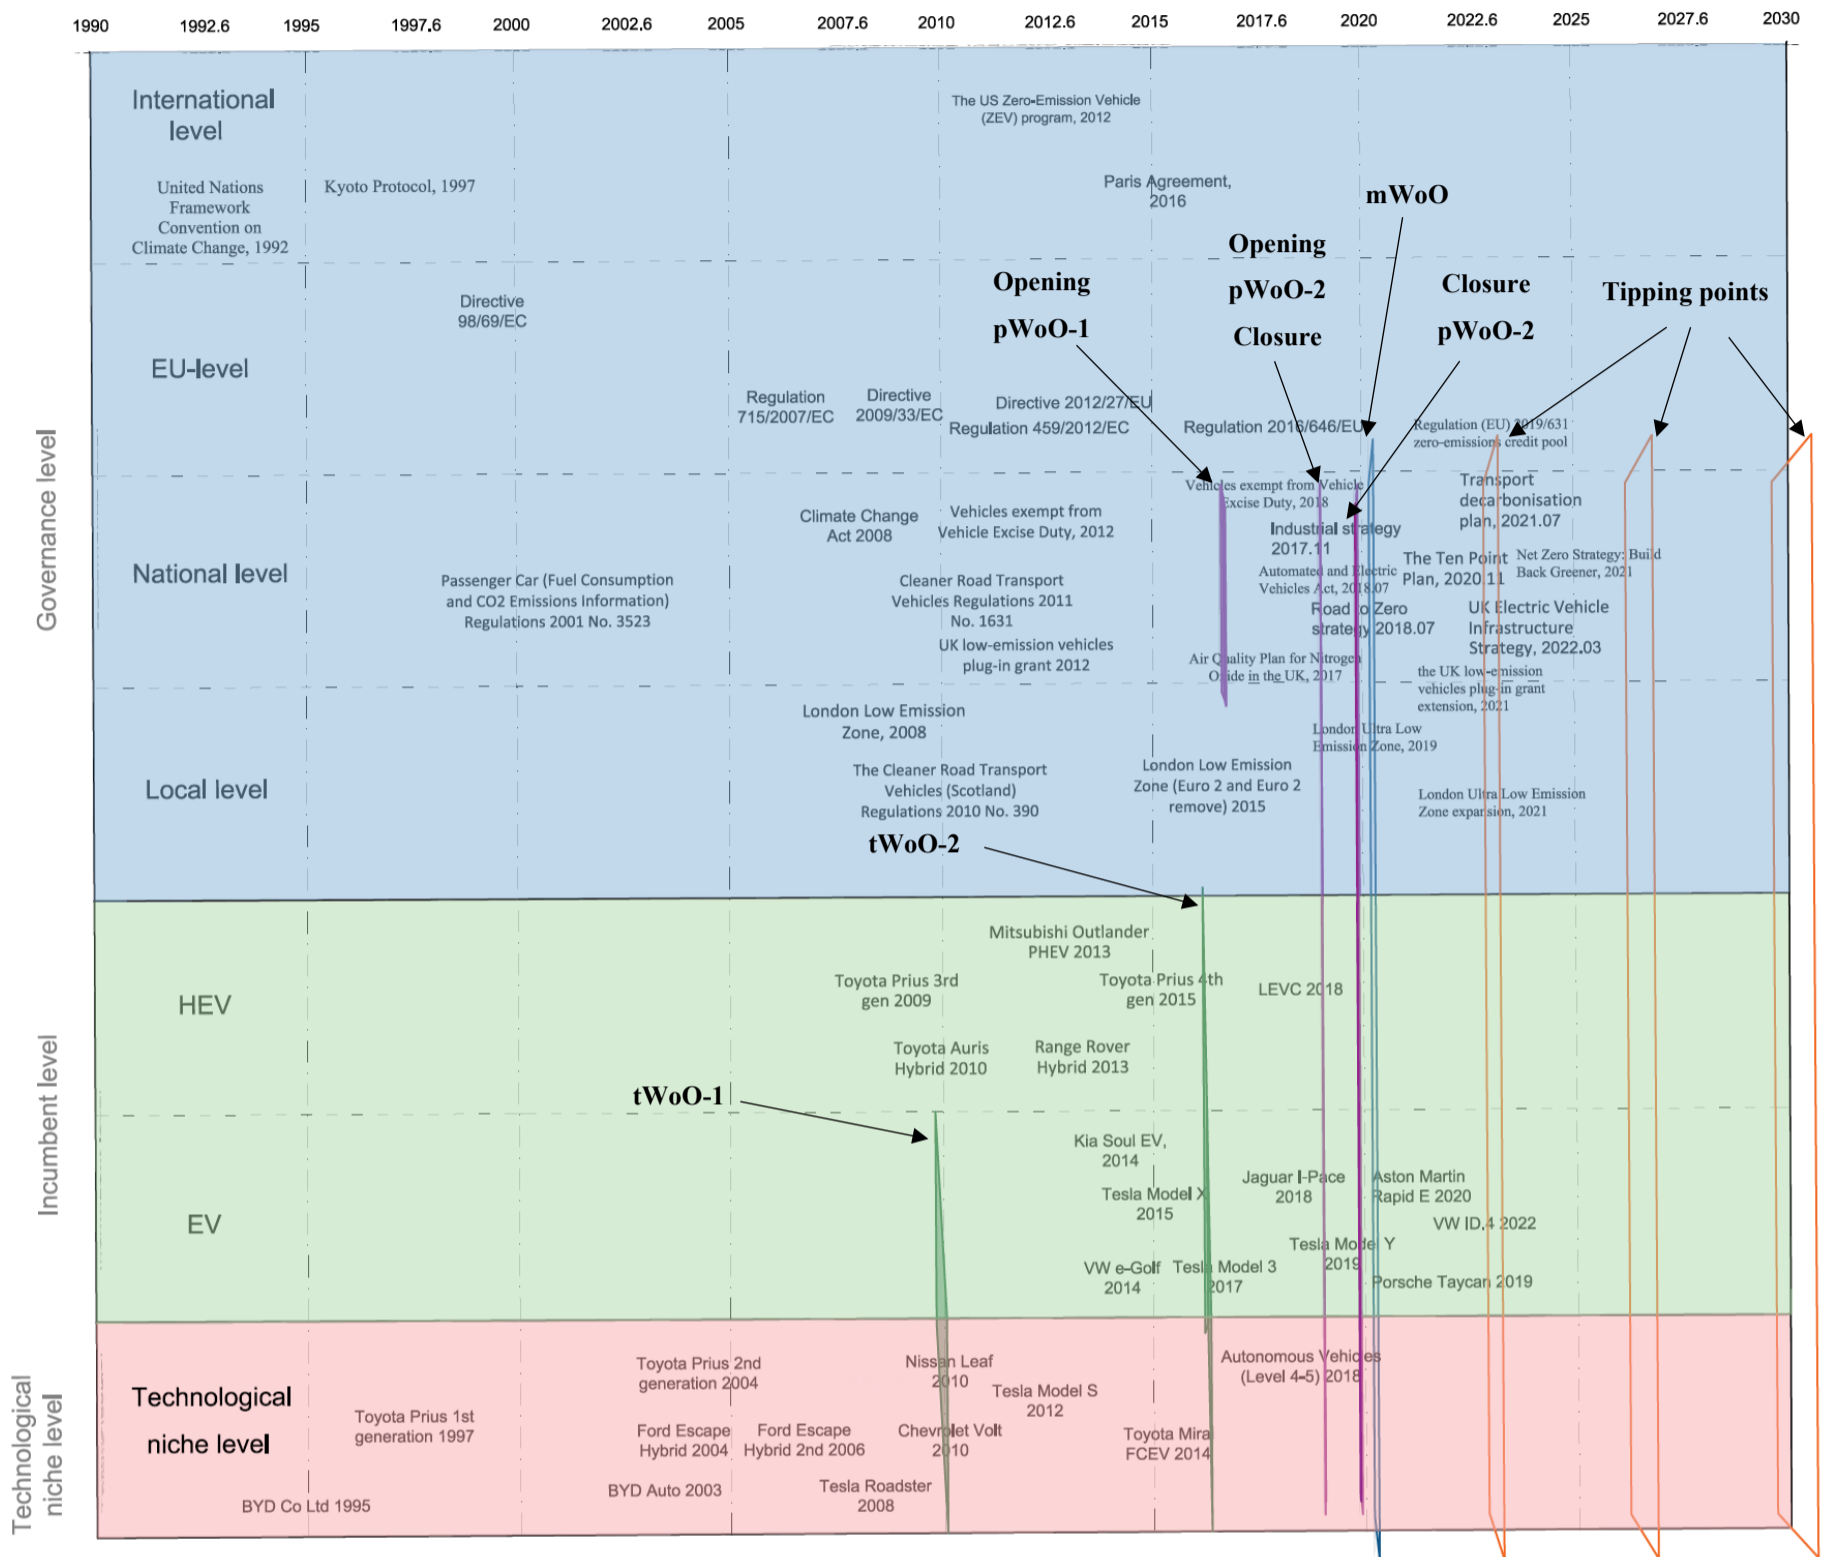 1990 1992.6 1995 1997.6 2000 2002.6 2005 2007.6 2010 2012.6 2015 2017.6 2020 2022.6 2025 2027.6 2030
Governance level
International
level
The US Zero-Emission Vehicle
(ZEV) program, 2012
United Nations
Framework
Convention on
Climate Change, 1992
Kyoto Protocol, 1997
Paris Agreement,
2016
mWoO
Opening
pWoO-1
Opening
pWoO-2
Closure
Closure
pWoO-2
Tipping points
EU-level
Directive
98/69/EC
Regulation
715/2007/EC
Directive
2009/33/EC
Directive 2012/27/EU
Regulation 459/2012/EC
Regulation 2016/646/EU
Regulation (EU) 2019/631
zero-emissions credit pool
National level
Passenger Car (Fuel Consumption
and CO2 Emissions Information)
Regulations 2001 No. 3523
Climate Change
Act 2008
Vehicles exempt from
Vehicle Excise Duty, 2012
Cleaner Road Transport
Vehicles Regulations 2011
No. 1631
UK low-emission vehicles
plug-in grant 2012
Vehicles exempt from Vehicle
Excise Duty, 2018
Industrial strategy
2017.11
Automated and Electric
Vehicles Act, 2018.07
Road to Zero
strategy 2018.07
Air Quality Plan for Nitrogen
Oxide in the UK, 2017
Transport
decarbonisation
plan, 2021.07
The Ten Point
Plan, 2020.11
Net Zero Strategy: Build
Back Greener, 2021
UK Electric Vehicle
Infrastructure
Strategy, 2022.03
the UK low-emission
vehicles plug-in grant
extension, 2021
Local level
London Low Emission
Zone, 2008
The Cleaner Road Transport
Vehicles (Scotland)
Regulations 2010 No. 390
London Low Emission
Zone (Euro 2 and Euro 2
remove) 2015
London Ultra Low
Emission Zone, 2019
London Ultra Low Emission
Zone expansion, 2021
tWoO-2
Incumbent level
HEV
Mitsubishi Outlander
PHEV 2013
Toyota Prius 3rd
gen 2009
Toyota Prius 4th
gen 2015
LEVC 2018
Toyota Auris
Hybrid 2010
Range Rover
Hybrid 2013
tWoO-1
EV
Kia Soul EV,
2014
Tesla Model X
2015
Jaguar I-Pace
2018
Aston Martin
Rapid E 2020
VW ID.4 2022
Tesla Model Y
2019
VW e-Golf
2014
Tesla Model 3
2017
Porsche Taycan 2019
Technological
niche level
Technological
niche level
Toyota Prius 2nd
generation 2004
Nissan Leaf
2010
Tesla Model S
2012
Autonomous Vehicles
(Level 4-5) 2018
Toyota Prius 1st
generation 1997
Ford Escape
Hybrid 2004
Ford Escape
Hybrid 2nd 2006
Chevrolet Volt
2010
Toyota Mirai
FCEV 2014
BYD Co Ltd 1995
BYD Auto 2003
Tesla Roadster
2008